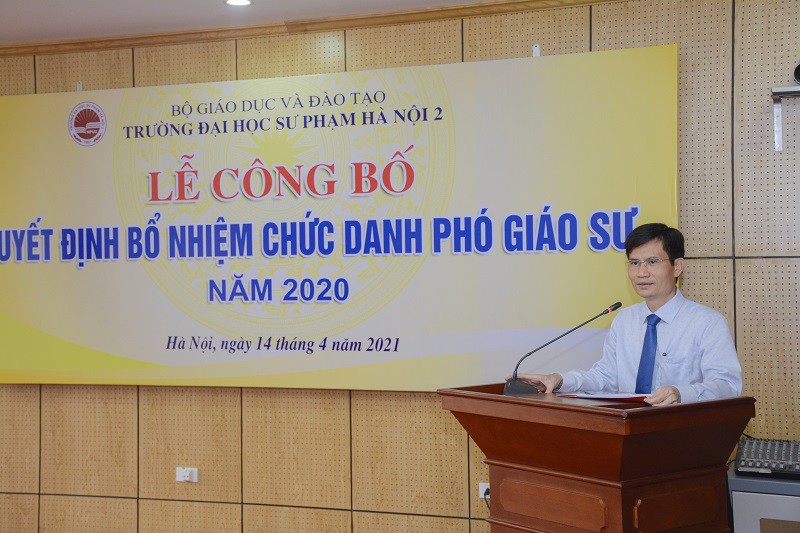 BỘ GIÁO DỤC VÀ ĐÀO TẠO
TRƯỜNG ĐẠI HỌC SƯ PHẠM HÀ NỘI 2
LỄ CÔNG BỐ
UYẾT ĐỊNH BỔ NHIỆM CHỨC DANH PHÓ GIÁO SƯ
NĂM 2020
Hà Nội, ngày 14 tháng 4 năm 2021